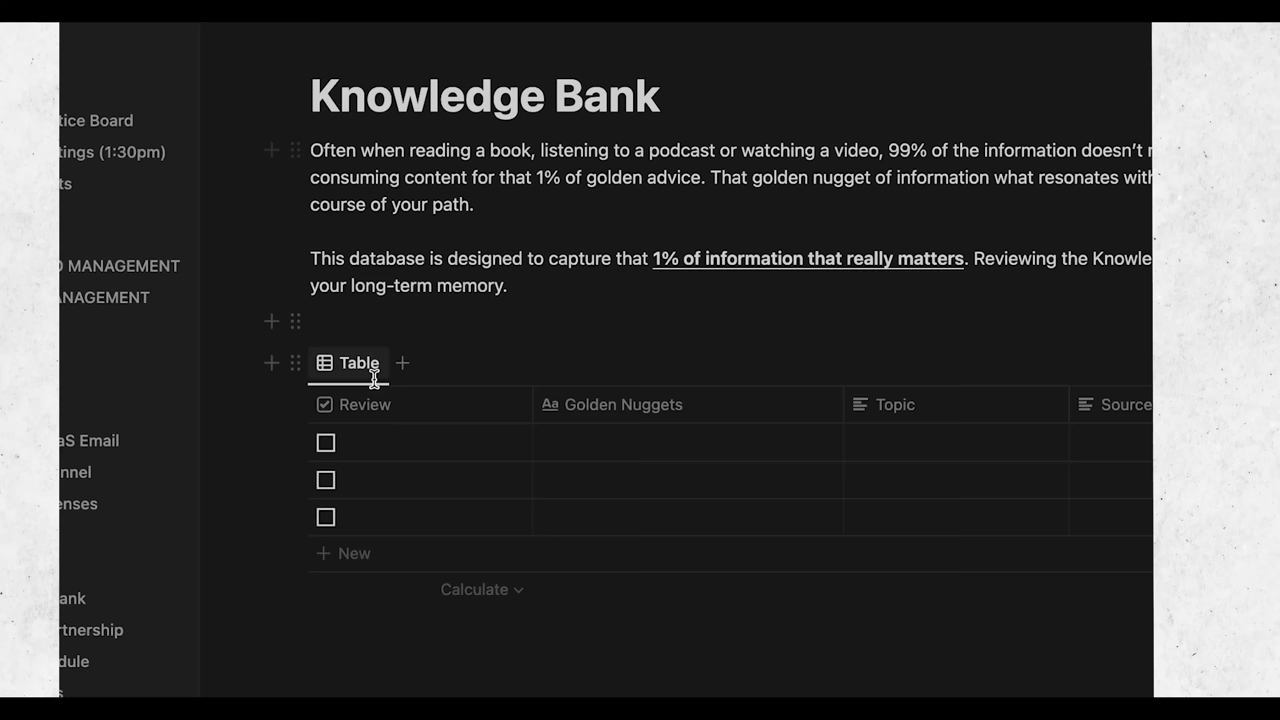 Knowledge Bank
Often when reading a book, listening to a podcast or watching a video, 99% of the information doesn't
consuming content for that 1% of golden advice. That golden nugget of information what resonates with
course of your path.
This database is designed to capture that 1% of information that really matters. Reviewing the Knowle
your long-term memory.
Table
Review Golden Nuggets Topic Source
New
Calculate
tice Board
tings (1:30pm)
ts
MANAGEMENT
ANAGEMENT
aS Email
nnel
enses
ank
rtnership
dule